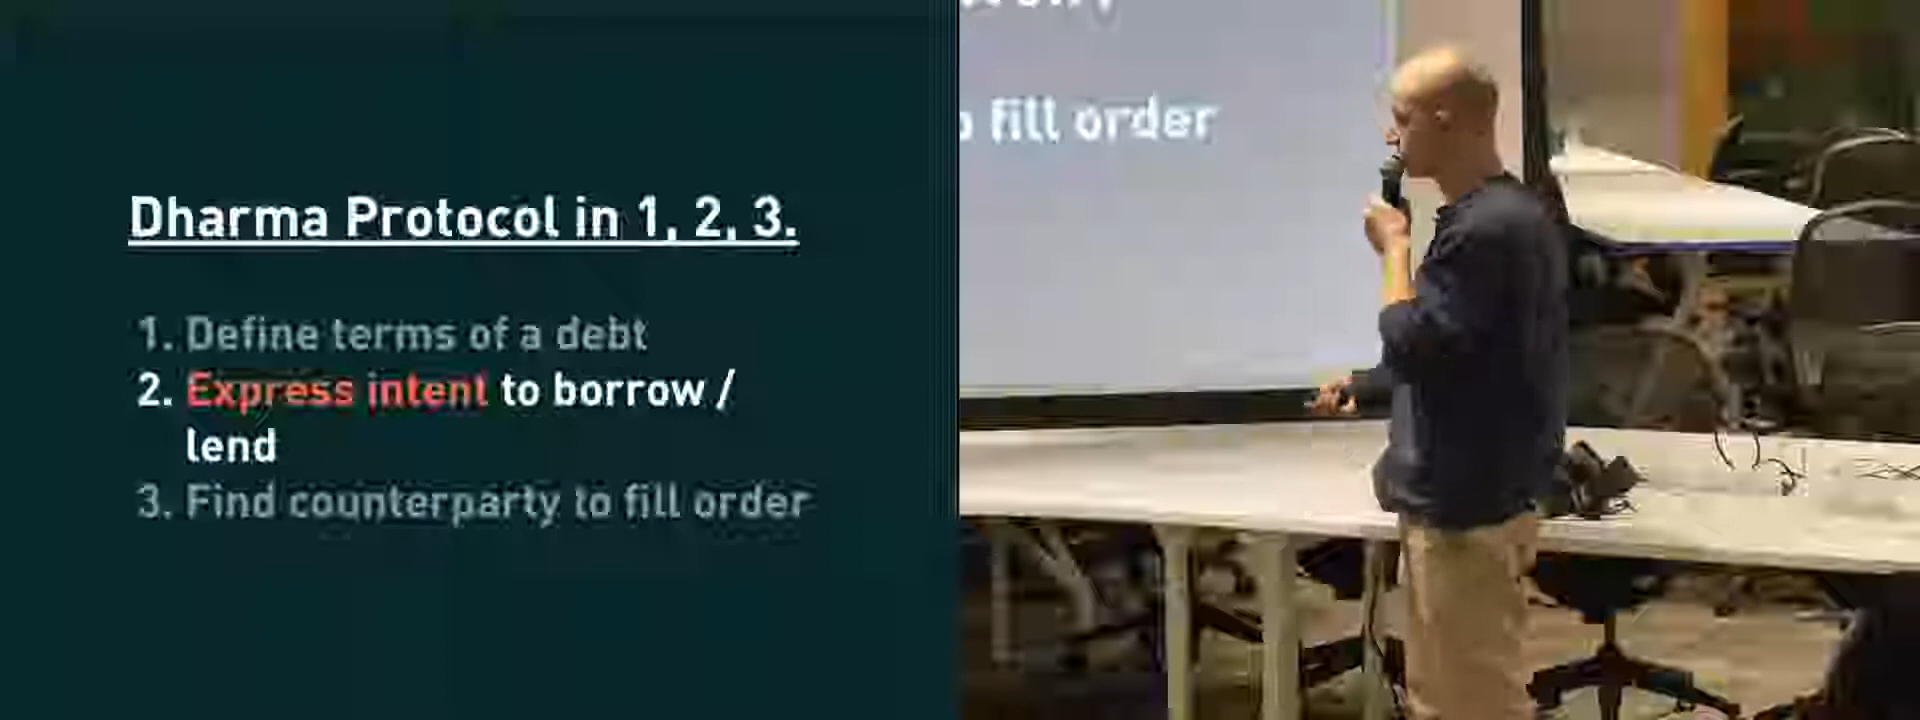 Dharma Protocol in 1, 2, 3.
1. Define terms of a debt
2. Express intent to borrow /
lend
3. Find counterparty to fill order
fill order